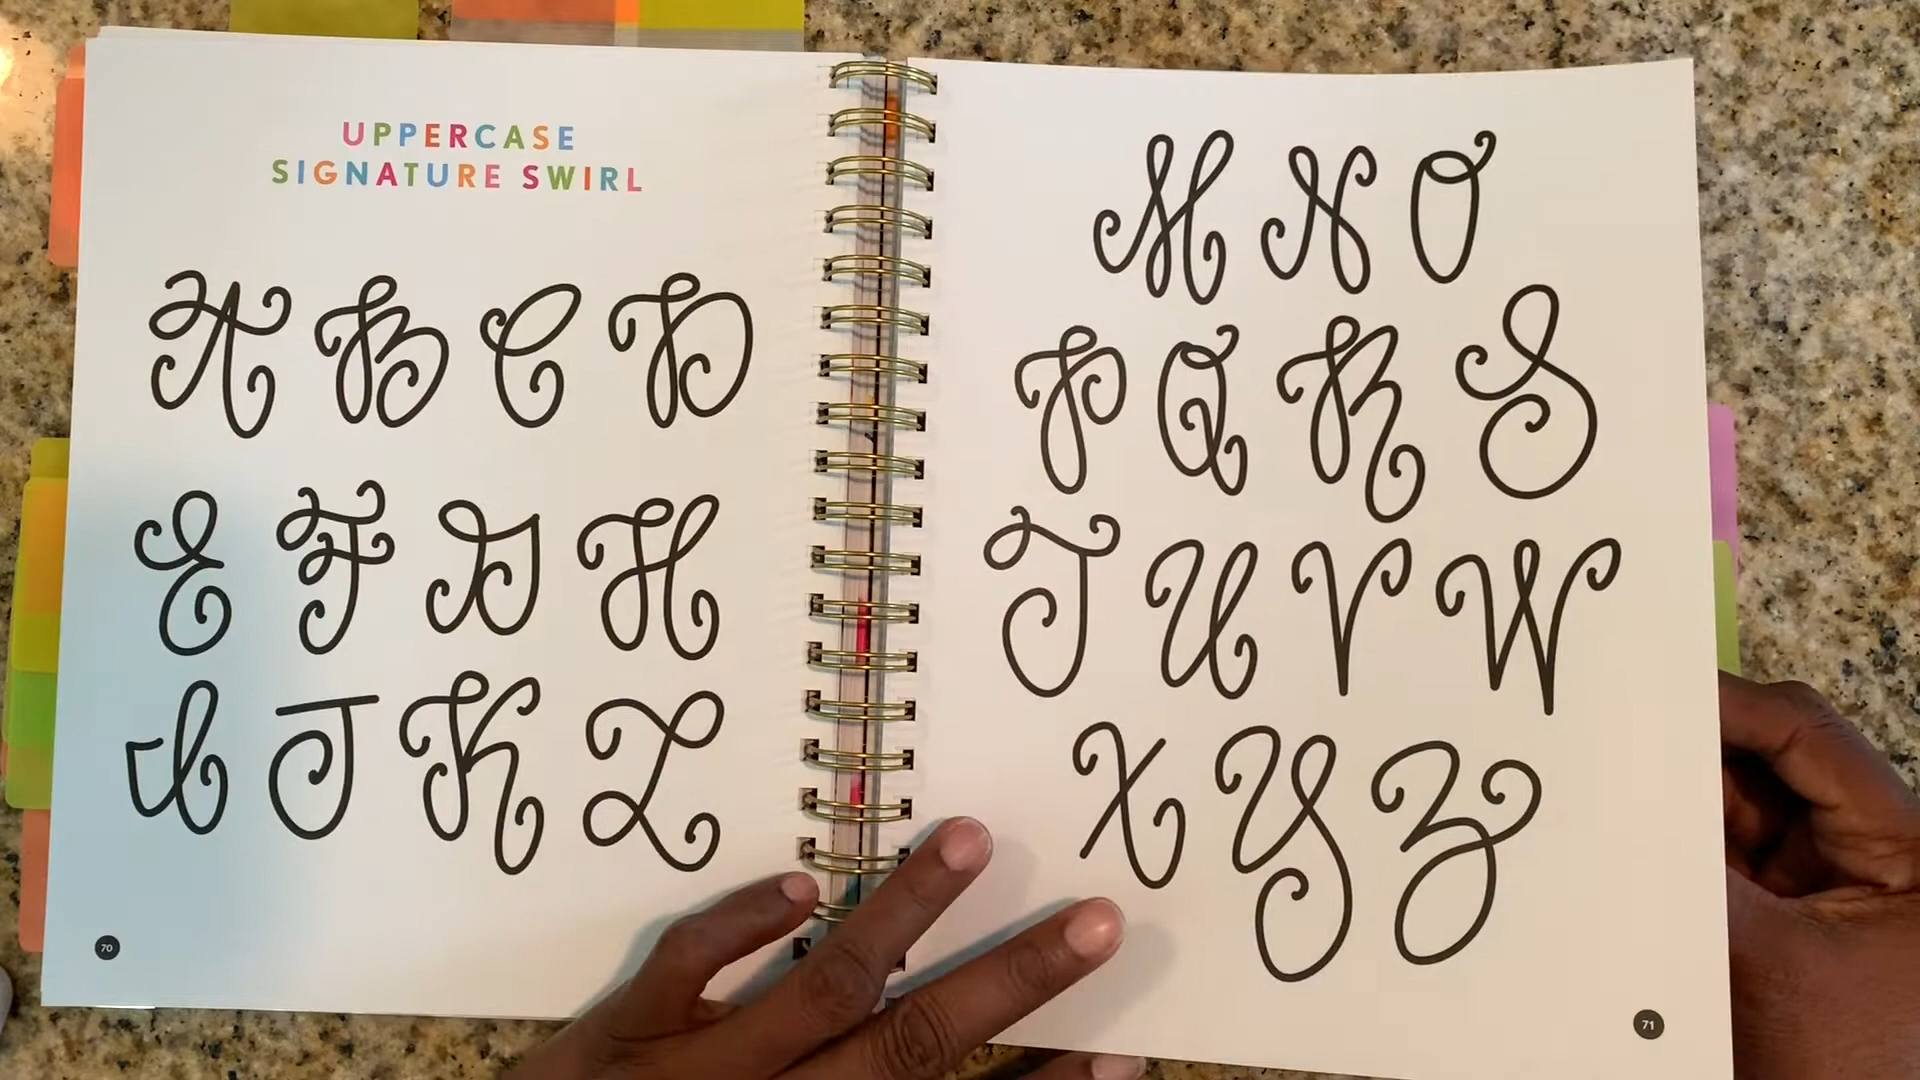 UPPERCASE
SIGNATURE SWIRL
A B C D
E F G H
I J K L
70
M N O
P Q R S
T U V W
X Y Z
71